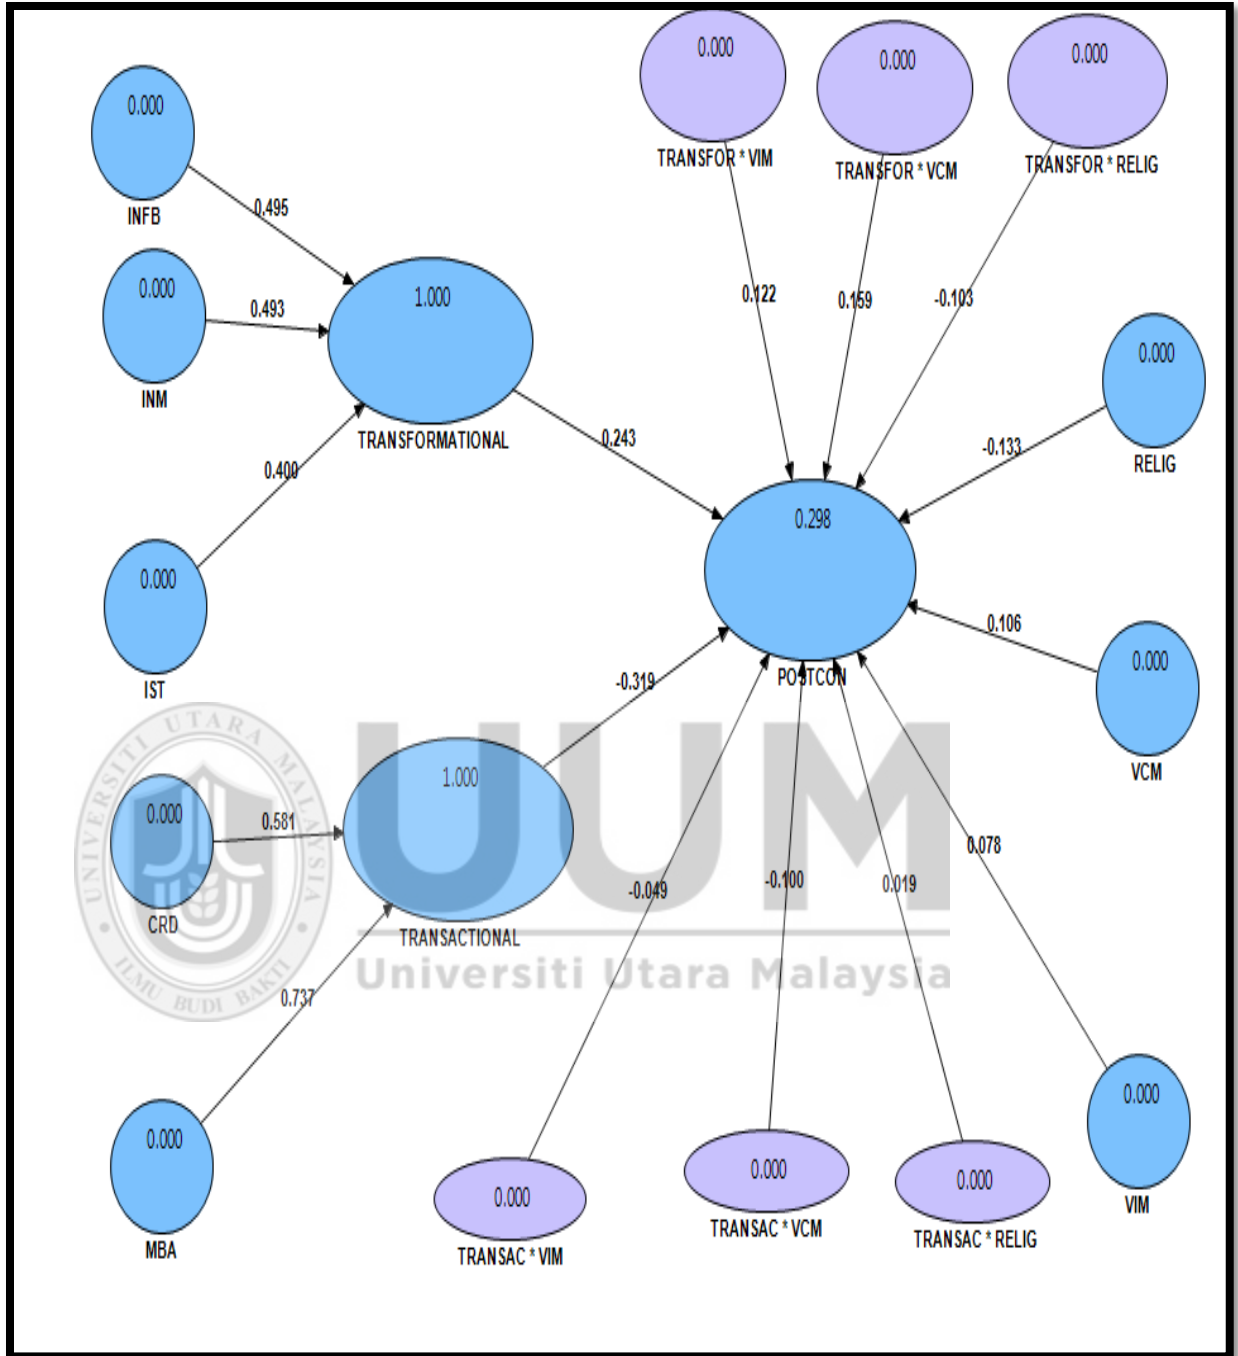 0.000
TRANSFOR * VIM
0.000
TRANSFOR * VCM
0.000
TRANSFOR * RELIG
0.000
INFB
0.495
0.000
INM
0.493
1.000
TRANSFORMATIONAL
0.400
0.000
IST
0.122
0.159
-0.103
0.243
0.000
RELIG
-0.133
0.298
POSTCON
0.106
0.000
VCM
-0.319
UNIVERSITI UTARA MALAYSIA
ILMU BUDI BAKTI
UUM
Universiti Utara Malaysia
0.000
CRD
0.581
1.000
TRANSACTIONAL
0.737
0.000
MBA
-0.049
-0.100
0.019
0.078
0.000
TRANSAC * VIM
0.000
TRANSAC * VCM
0.000
TRANSAC * RELIG
0.000
VIM